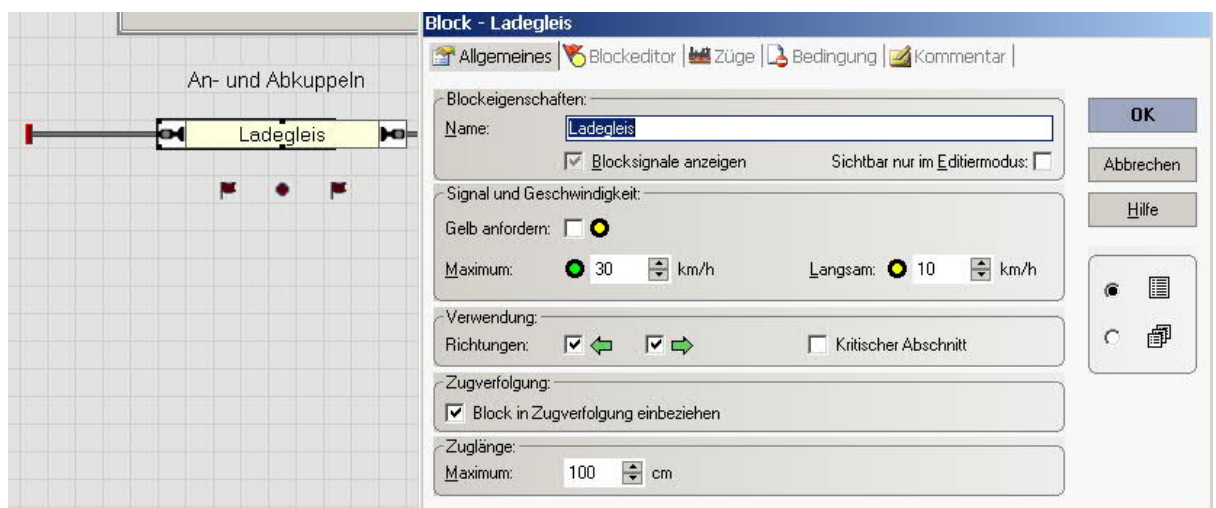 An- und Abkuppeln
Ladegleis
Block - Ladegleis
Allgemeines Blockeditor Züge Bedingung Kommentar
Blockeigenschaften:
Name: Ladegleis
Blocksignale anzeigen Sichtbar nur im Editiermodus:
Signal und Geschwindigkeit:
Gelb anfordern:
Maximum: 30 km/h Langsam: 10 km/h
Verwendung:
Richtungen: Kritischer Abschnitt
Zugverfolgung:
Block in Zugverfolgung einbeziehen
Zuglänge:
Maximum: 100 cm
OK
Abbrechen
Hilfe